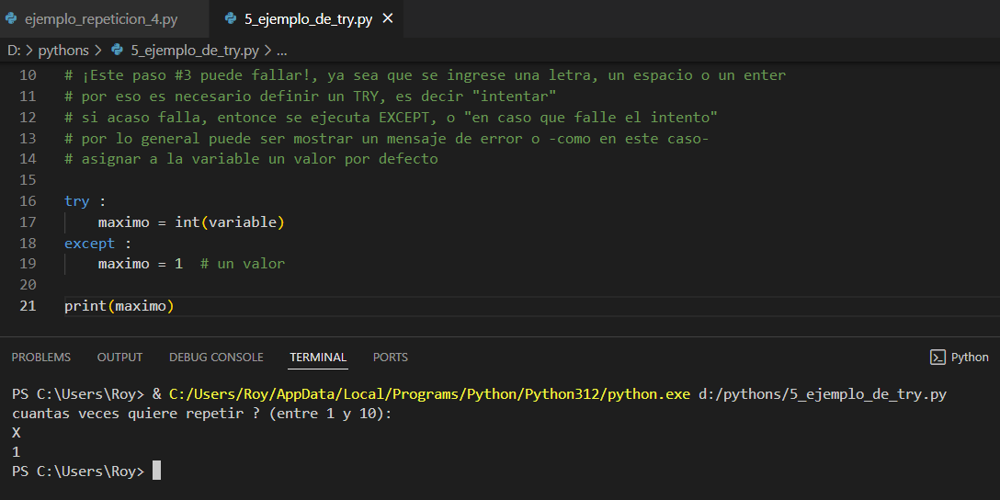 ejemplo_repeticion_4.py 5_ejemplo_de_try.py ×
D: > pythons > 5_ejemplo_de_try.py > ...
10 # ¡Este paso #3 puede fallar!, ya sea que se ingrese una letra, un espacio o un enter
11 # por eso es necesario definir un TRY, es decir "intentar"
12 # si acaso falla, entonce se ejecuta EXCEPT, o "en caso que falle el intento"
13 # por lo general puede ser mostrar un mensaje de error o -como en este caso-
14 # asignar a la variable un valor por defecto
15
16 try :
17     maximo = int(variable)
18 except :
19     maximo = 1  # un valor
20
21 print(maximo)
PROBLEMS OUTPUT DEBUG CONSOLE TERMINAL PORTS Python
PS C:\Users\Roy> & C:/Users/Roy/AppData/Local/Programs/Python/Python312/python.exe d:/pythons/5_ejemplo_de_try.py
cuantas veces quiere repetir ? (entre 1 y 10):
X
1
PS C:\Users\Roy>